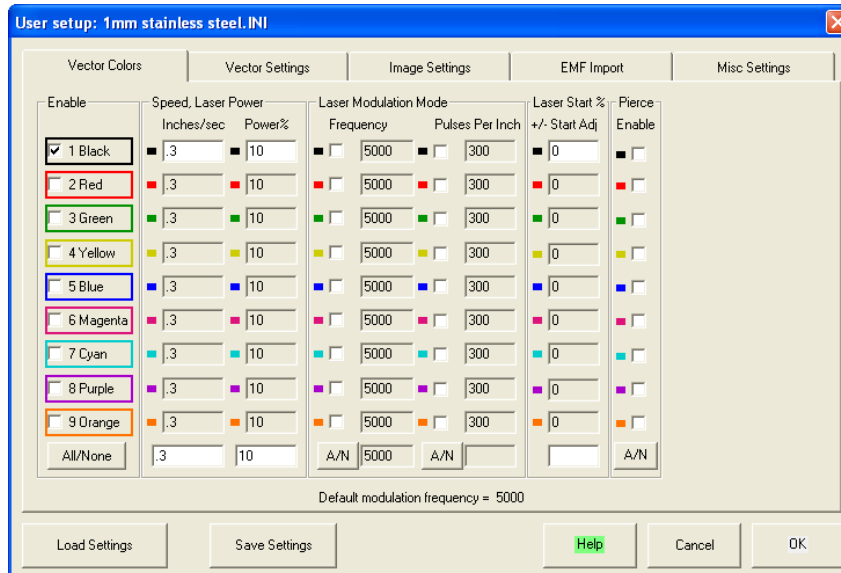 User setup: 1mm stainless steel.INI
Vector Colors Vector Settings Image Settings EMF Import Misc Settings
Enable Speed, Laser Power Laser Modulation Mode Laser Start % Pierce
Inches/sec Power% Frequency Pulses Per Inch +/- Start Adj Enable
1 Black .3 10 5000 300 0
2 Red .3 10 5000 300 0
3 Green .3 10 5000 300 0
4 Yellow .3 10 5000 300 0
5 Blue .3 10 5000 300 0
6 Magenta .3 10 5000 300 0
7 Cyan .3 10 5000 300 0
8 Purple .3 10 5000 300 0
9 Orange .3 10 5000 300 0
All/None .3 10 A/N 5000 A/N A/N
Default modulation frequency = 5000
Load Settings Save Settings Help Cancel OK